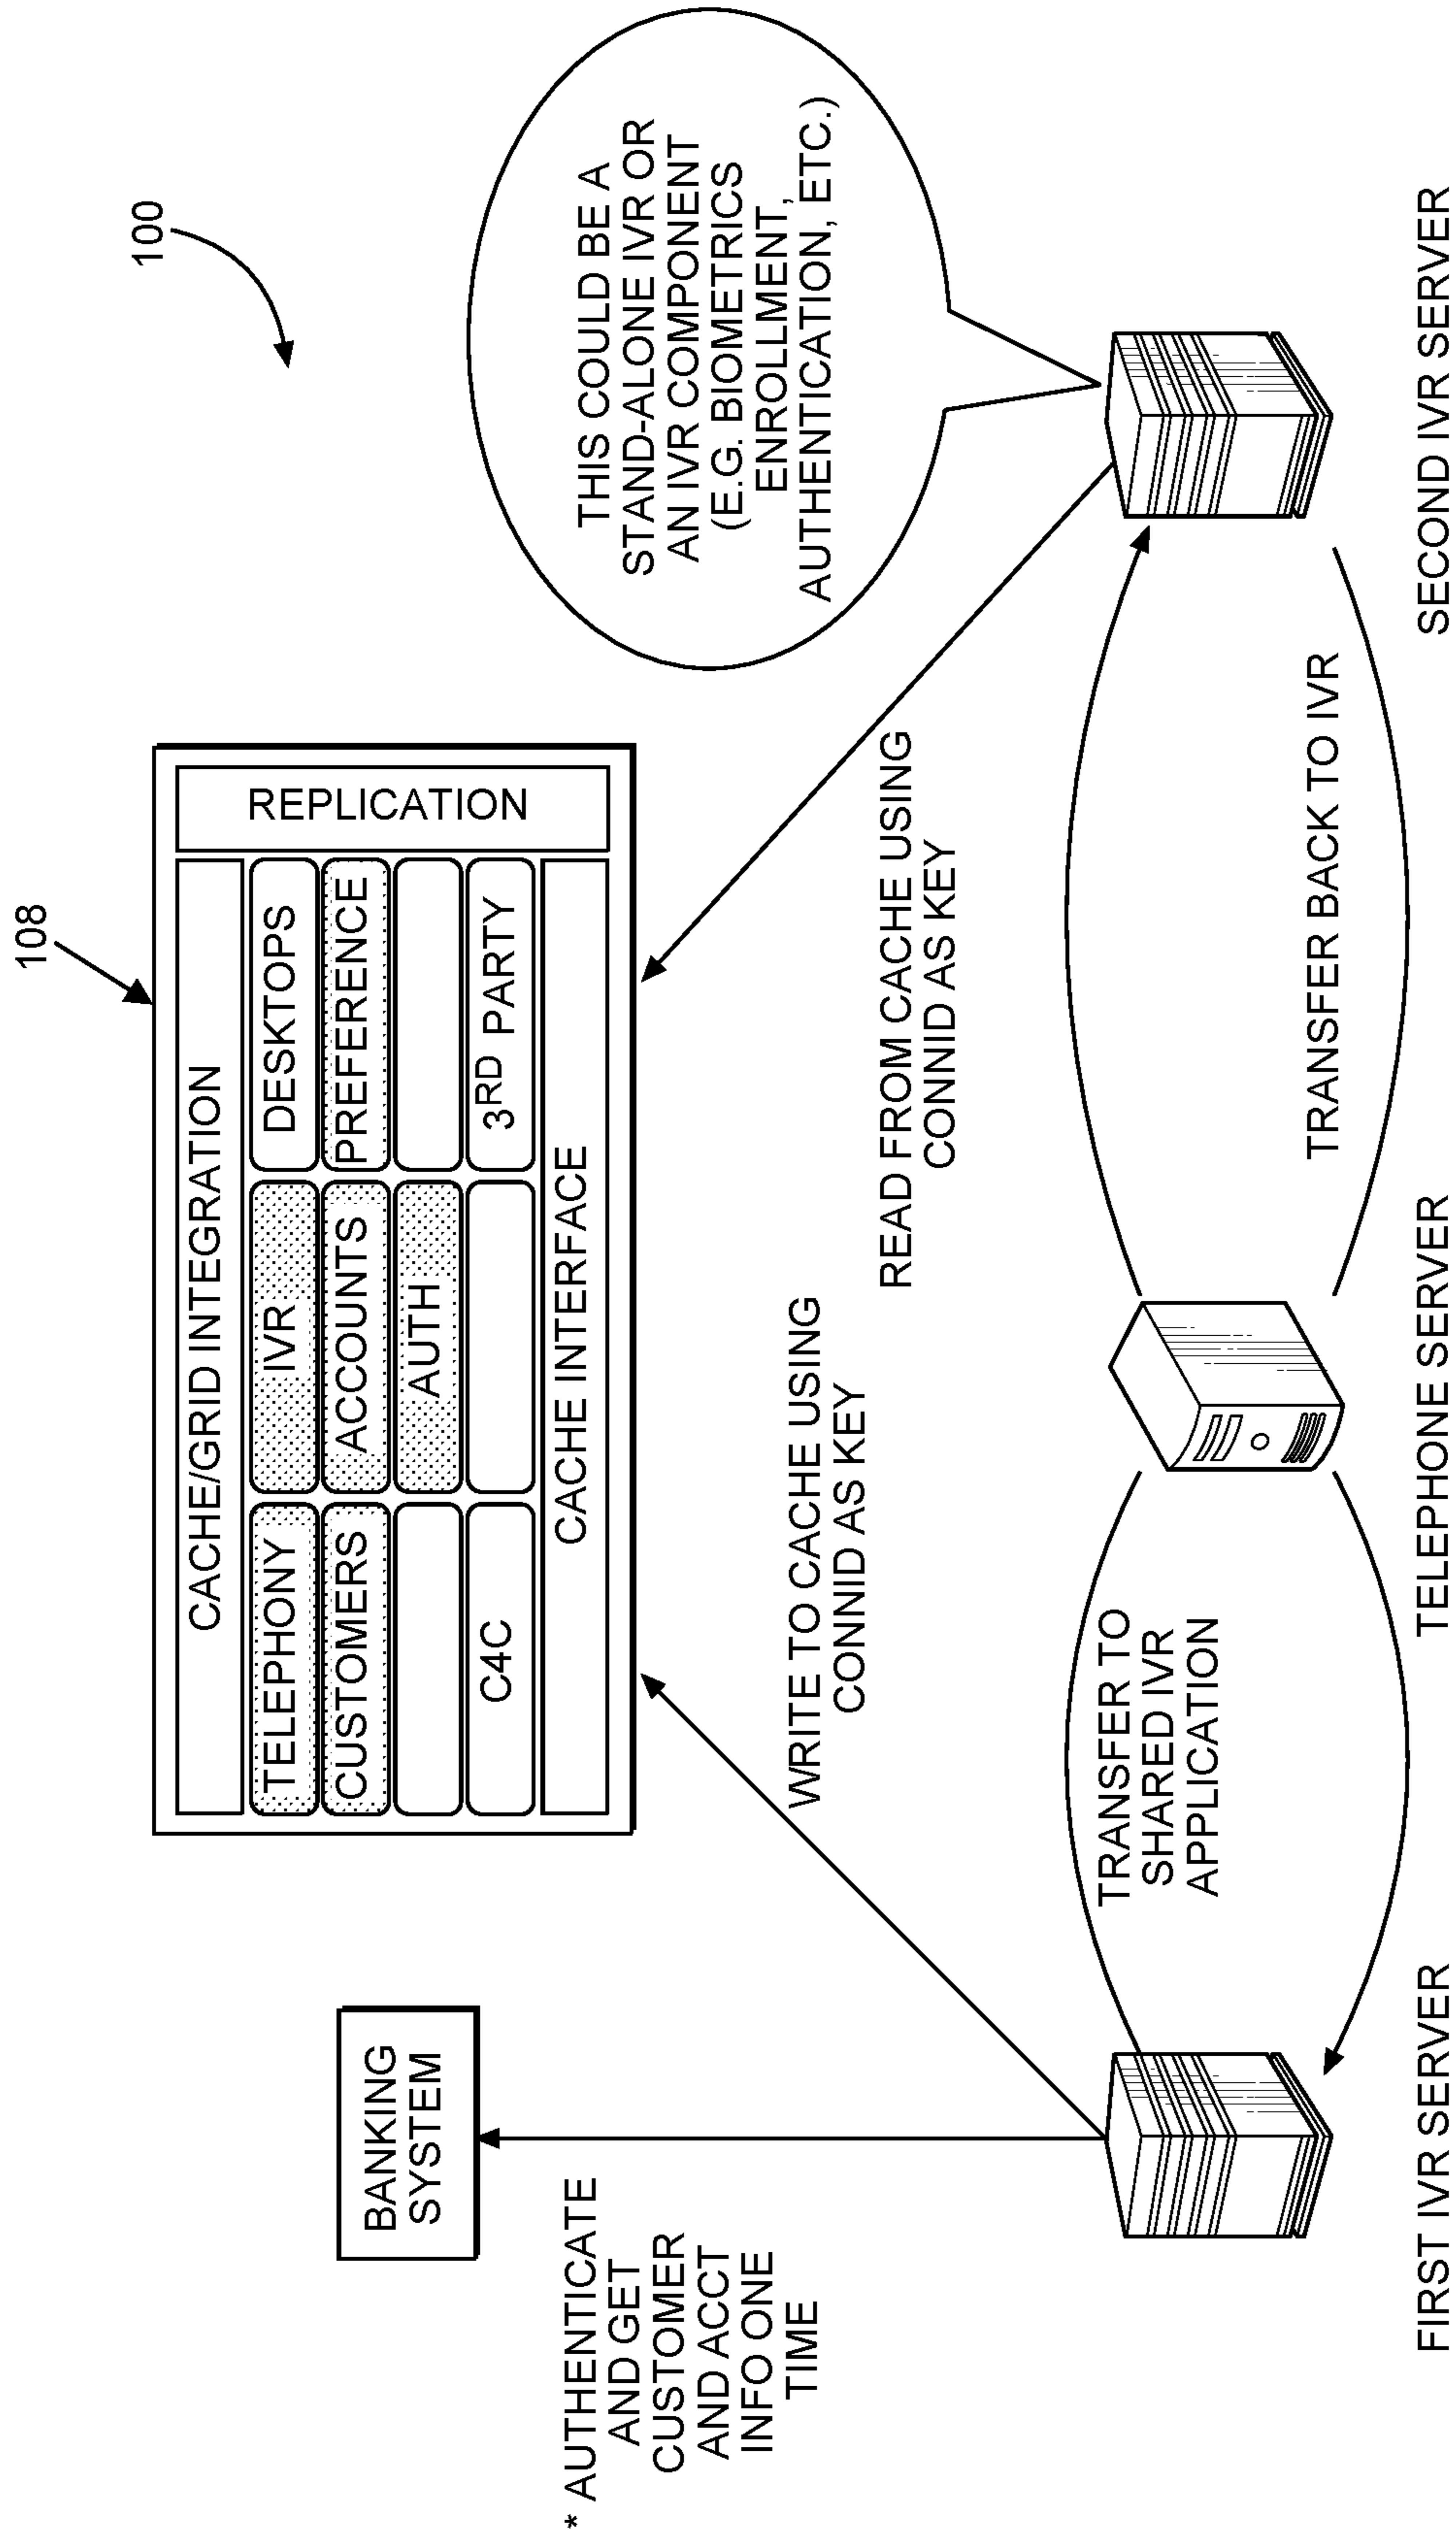 100
108
CACHE/GRID INTEGRATION
TELEPHONY
IVR
DESKTOPS
CUSTOMERS
ACCOUNTS
PREFERENCE
AUTH
C4C
3RD PARTY
CACHE INTERFACE
REPLICATION
THIS COULD BE A
STAND-ALONE IVR OR
AN IVR COMPONENT
(E.G. BIOMETRICS
ENROLLMENT,
AUTHENTICATION, ETC.)
BANKING
SYSTEM
* AUTHENTICATE
AND GET
CUSTOMER
AND ACCT
INFO ONE
TIME
WRITE TO CACHE USING
CONNID AS KEY
READ FROM CACHE USING
CONNID AS KEY
TRANSFER TO
SHARED IVR
APPLICATION
TRANSFER BACK TO IVR
FIRST IVR SERVER
TELEPHONE SERVER
SECOND IVR SERVER